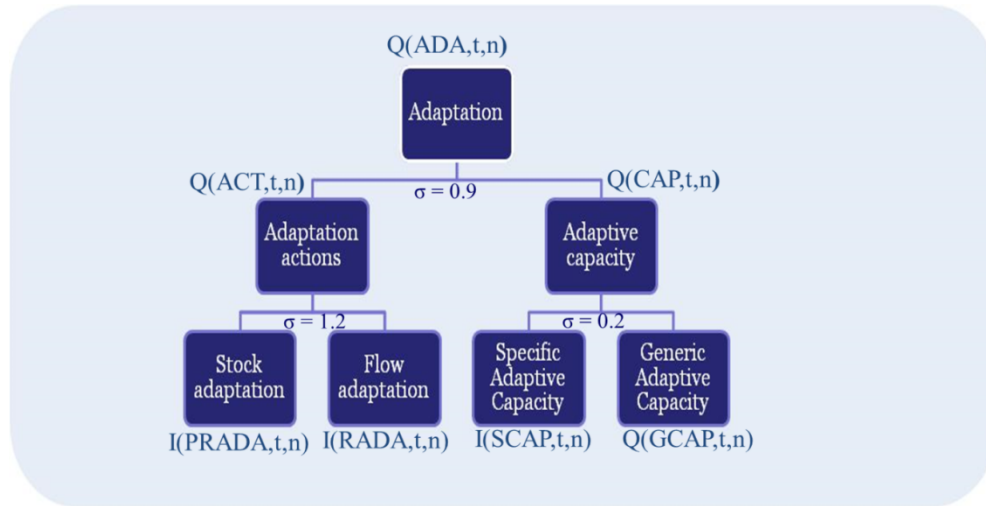 Q(ADA,t,n)
Adaptation
Q(ACT,t,n)
σ = 0.9
Q(CAP,t,n)
Adaptation
actions
Adaptive
capacity
σ = 1.2
σ = 0.2
Stock
adaptation
Flow
adaptation
Specific
Adaptive
Capacity
Generic
Adaptive
Capacity
I(PRADA,t,n)
I(RADA,t,n)
I(SCAP,t,n)
Q(GCAP,t,n)